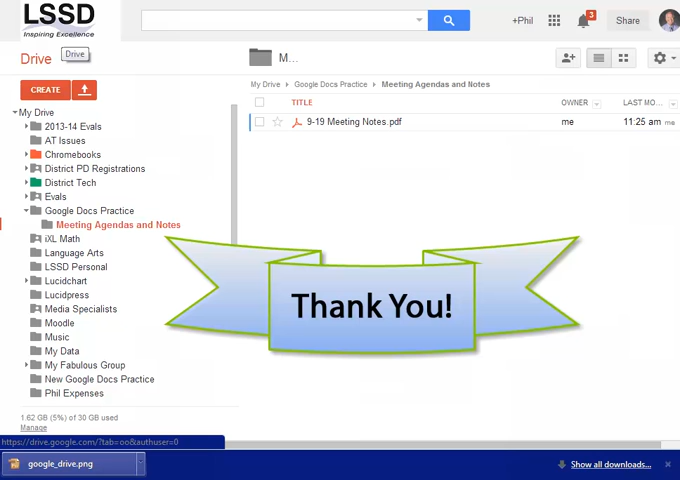 LSSD
Inspiring Excellence
+Phil
3
Share
Drive
Drive
M...
My Drive > Google Docs Practice > Meeting Agendas and Notes
CREATE
TITLE
OWNER
LAST MO...
9-19 Meeting Notes.pdf
me
11:25 am me
My Drive
2013-14 Evals
AT Issues
Chromebooks
District PD Registrations
District Tech
Evals
Google Docs Practice
Meeting Agendas and Notes
iXL Math
Language Arts
LSSD Personal
Lucidchart
Lucidpress
Media Specialists
Moodle
Music
My Data
My Fabulous Group
New Google Docs Practice
Phil Expenses
Thank You!
1.62 GB (5%) of 30 GB used
Manage
https://drive.google.com/?tab=oo&authuser=0
google_drive.png
Show all downloads...